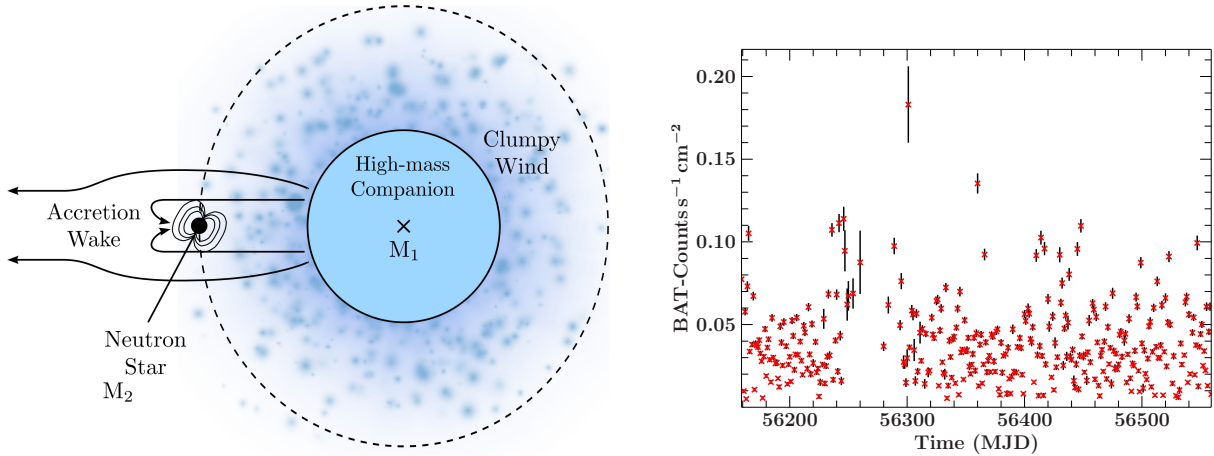 Clumpy
Wind
High-mass
Companion
M₁
Accretion
Wake
Neutron
Star
M₂
BAT-Counts s⁻¹ cm⁻²
0.20
0.15
0.10
0.05
56200 56300 56400 56500
Time (MJD)